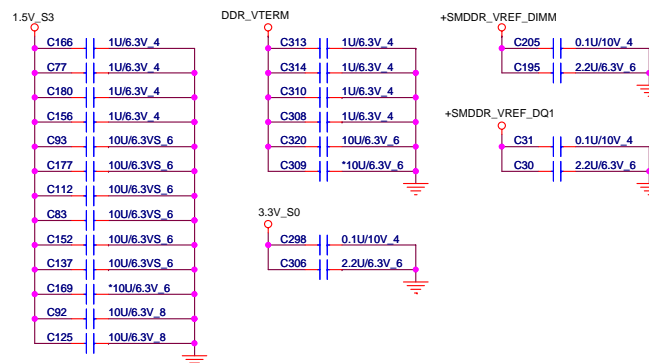 1.5V_S3
C166 1U/6.3V_4
C77 1U/6.3V_4
C180 1U/6.3V_4
C156 1U/6.3V_4
C93 10U/6.3VS_6
C177 10U/6.3VS_6
C112 10U/6.3VS_6
C83 10U/6.3VS_6
C152 10U/6.3VS_6
C137 10U/6.3VS_6
C169 *10U/6.3V_6
C92 10U/6.3V_8
C125 10U/6.3V_8
DDR_VTERM
C313 1U/6.3V_4
C314 1U/6.3V_4
C310 1U/6.3V_4
C308 1U/6.3V_4
C320 10U/6.3V_6
C309 *10U/6.3V_6
3.3V_S0
C298 0.1U/10V_4
C306 2.2U/6.3V_6
+SMDDR_VREF_DIMM
C205 0.1U/10V_4
C195 2.2U/6.3V_6
+SMDDR_VREF_DQ1
C31 0.1U/10V_4
C30 2.2U/6.3V_6